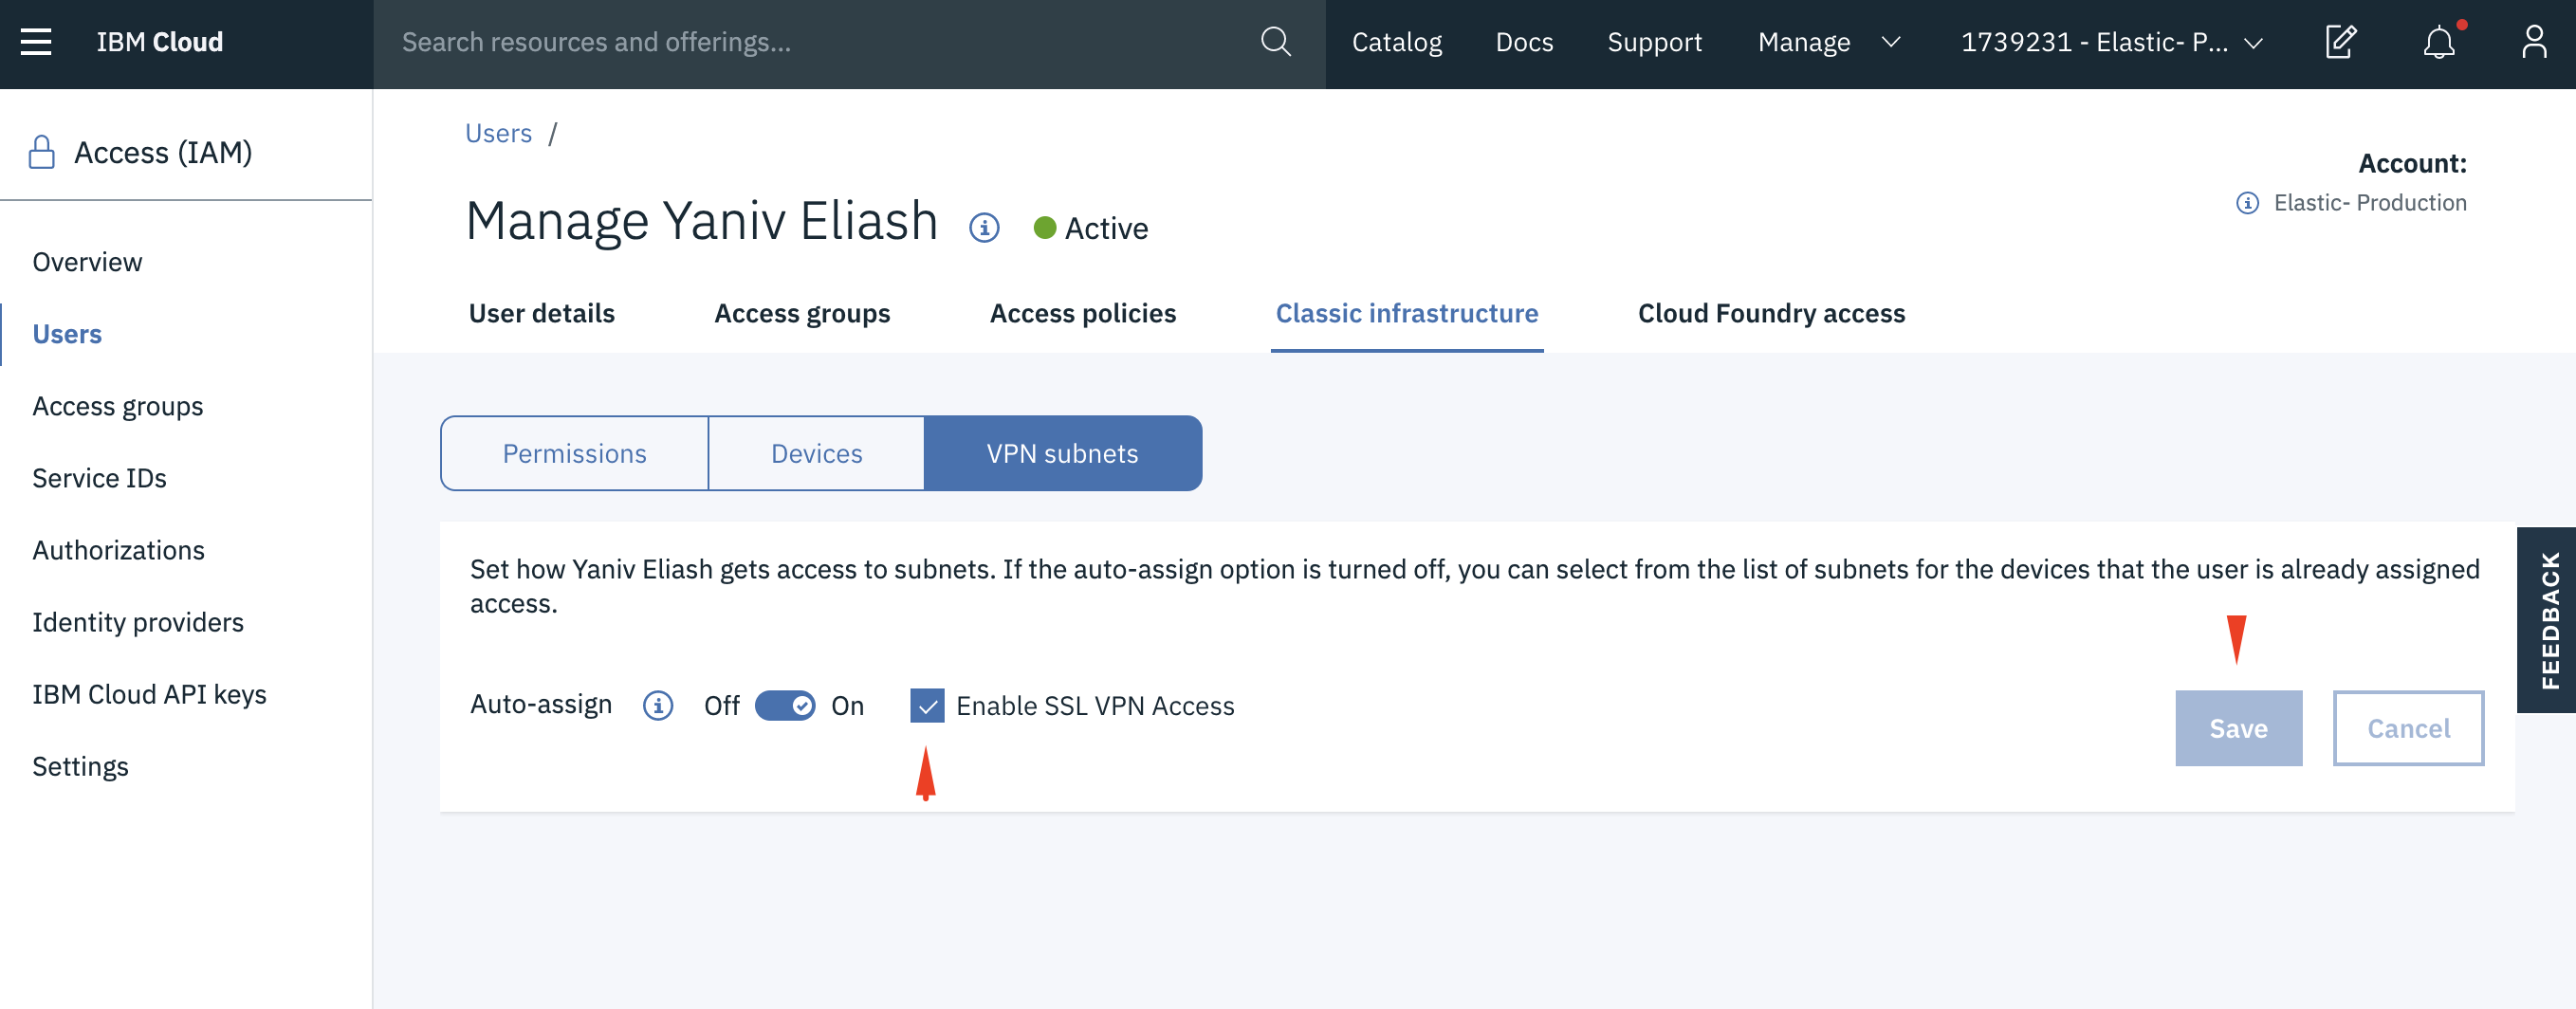 IBM Cloud
Search resources and offerings...
Catalog
Docs
Support
Manage
1739231 - Elastic- P...
Access (IAM)
Overview
Users
Access groups
Service IDs
Authorizations
Identity providers
IBM Cloud API keys
Settings
Users /
Manage Yaniv Eliash
Active
Account:
Elastic- Production
User details
Access groups
Access policies
Classic infrastructure
Cloud Foundry access
Permissions
Devices
VPN subnets
Set how Yaniv Eliash gets access to subnets. If the auto-assign option is turned off, you can select from the list of subnets for the devices that the user is already assigned
access.
Auto-assign
Off
On
Enable SSL VPN Access
Save
Cancel
FEEDBACK